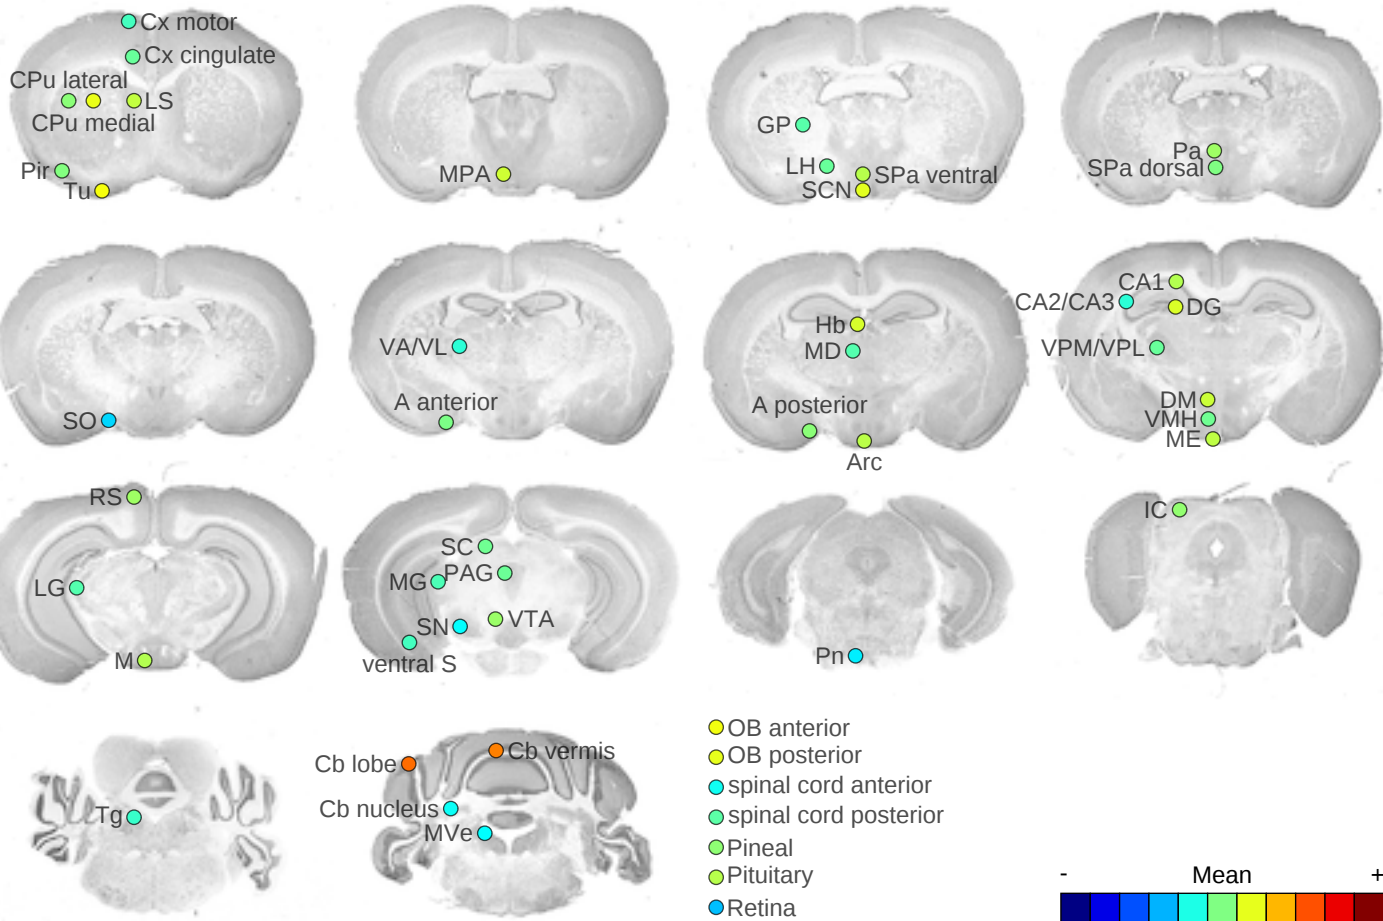 Cx motor
Cx cingulate
CPu lateral
LS
CPu medial
Pir
Tu
MPA
GP
LH
SPa ventral
SCN
Pa
SPa dorsal
SO
VA/VL
A anterior
Hb
MD
A posterior
Arc
CA1
CA2/CA3
DG
VPM/VPL
DM
VMH
ME
RS
LG
M
SC
MG
PAG
SN
VTA
ventral S
Pn
IC
Tg
Cb lobe
Cb vermis
Cb nucleus
MVe
OB anterior
OB posterior
spinal cord anterior
spinal cord posterior
Pineal
Pituitary
Retina
- Mean +